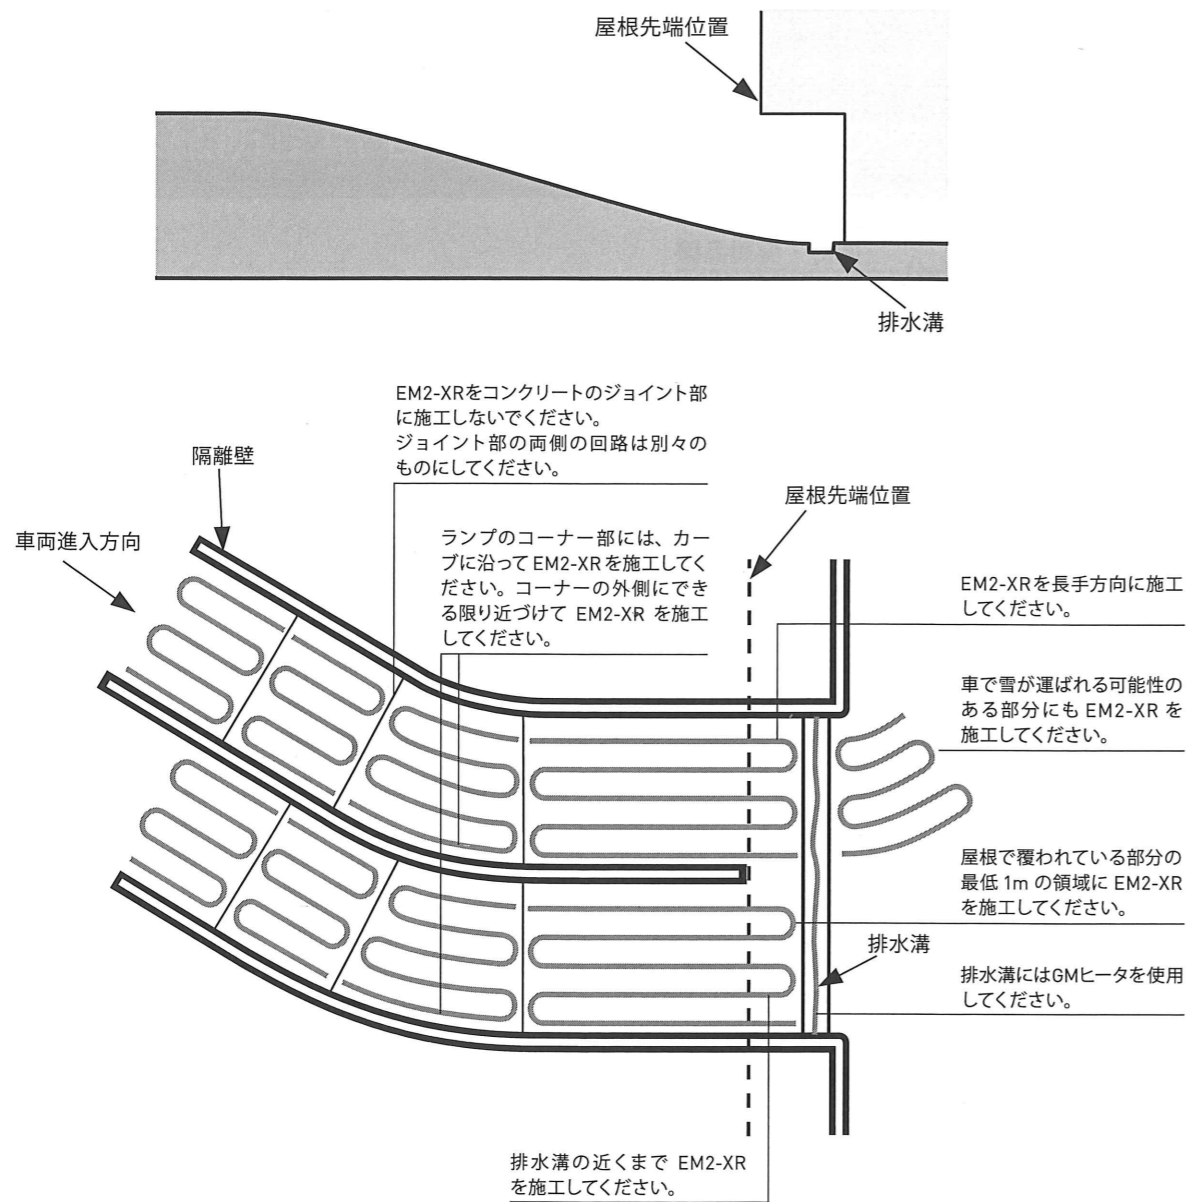 屋根先端位置
排水溝
EM2-XRをコンクリートのジョイント部
に施工しないでください。
ジョイント部の両側の回路は別々の
ものにしてください。
隔離壁
車両進入方向
ランプのコーナー部には、カー
ブに沿ってEM2-XRを施工してく
ださい。コーナーの外側にでき
る限り近づけて EM2-XR を施工
してください。
屋根先端位置
EM2-XRを長手方向に施工
してください。
車で雪が運ばれる可能性の
ある部分にも EM2-XR を
施工してください。
屋根で覆われている部分の
最低 1m の領域に EM2-XR
を施工してください。
排水溝
排水溝にはGMヒータを使用
してください。
排水溝の近くまで EM2-XR
を施工してください。